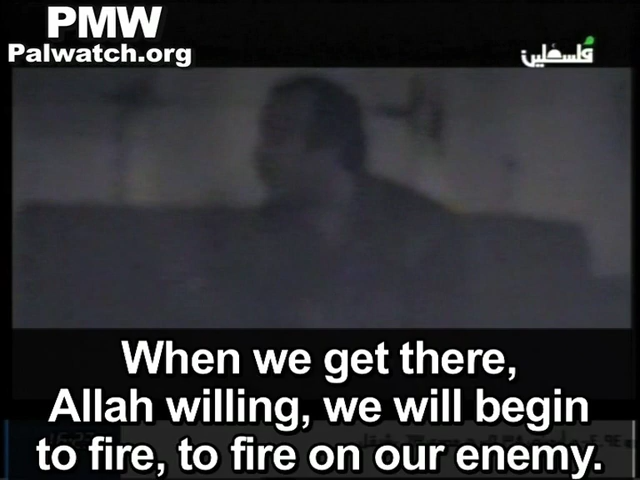 PMW
Palwatch.org
فلسطين
When we get there,
Allah willing, we will begin
to fire, to fire on our enemy.